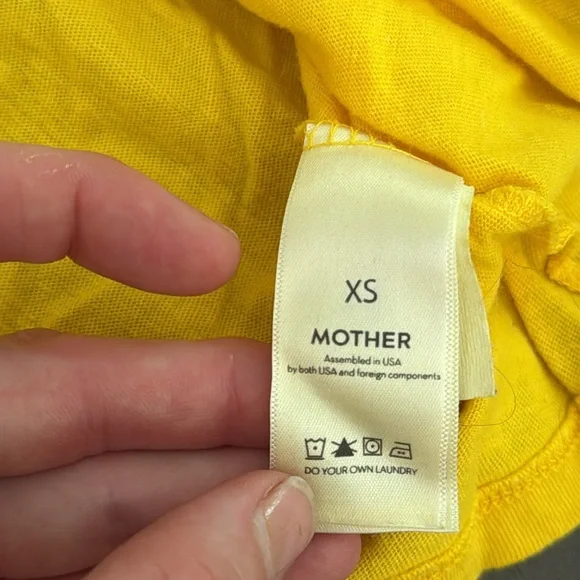 XS
MOTHER
Assembled in USA
by both USA and foreign components
DO YOUR OWN LAUNDRY